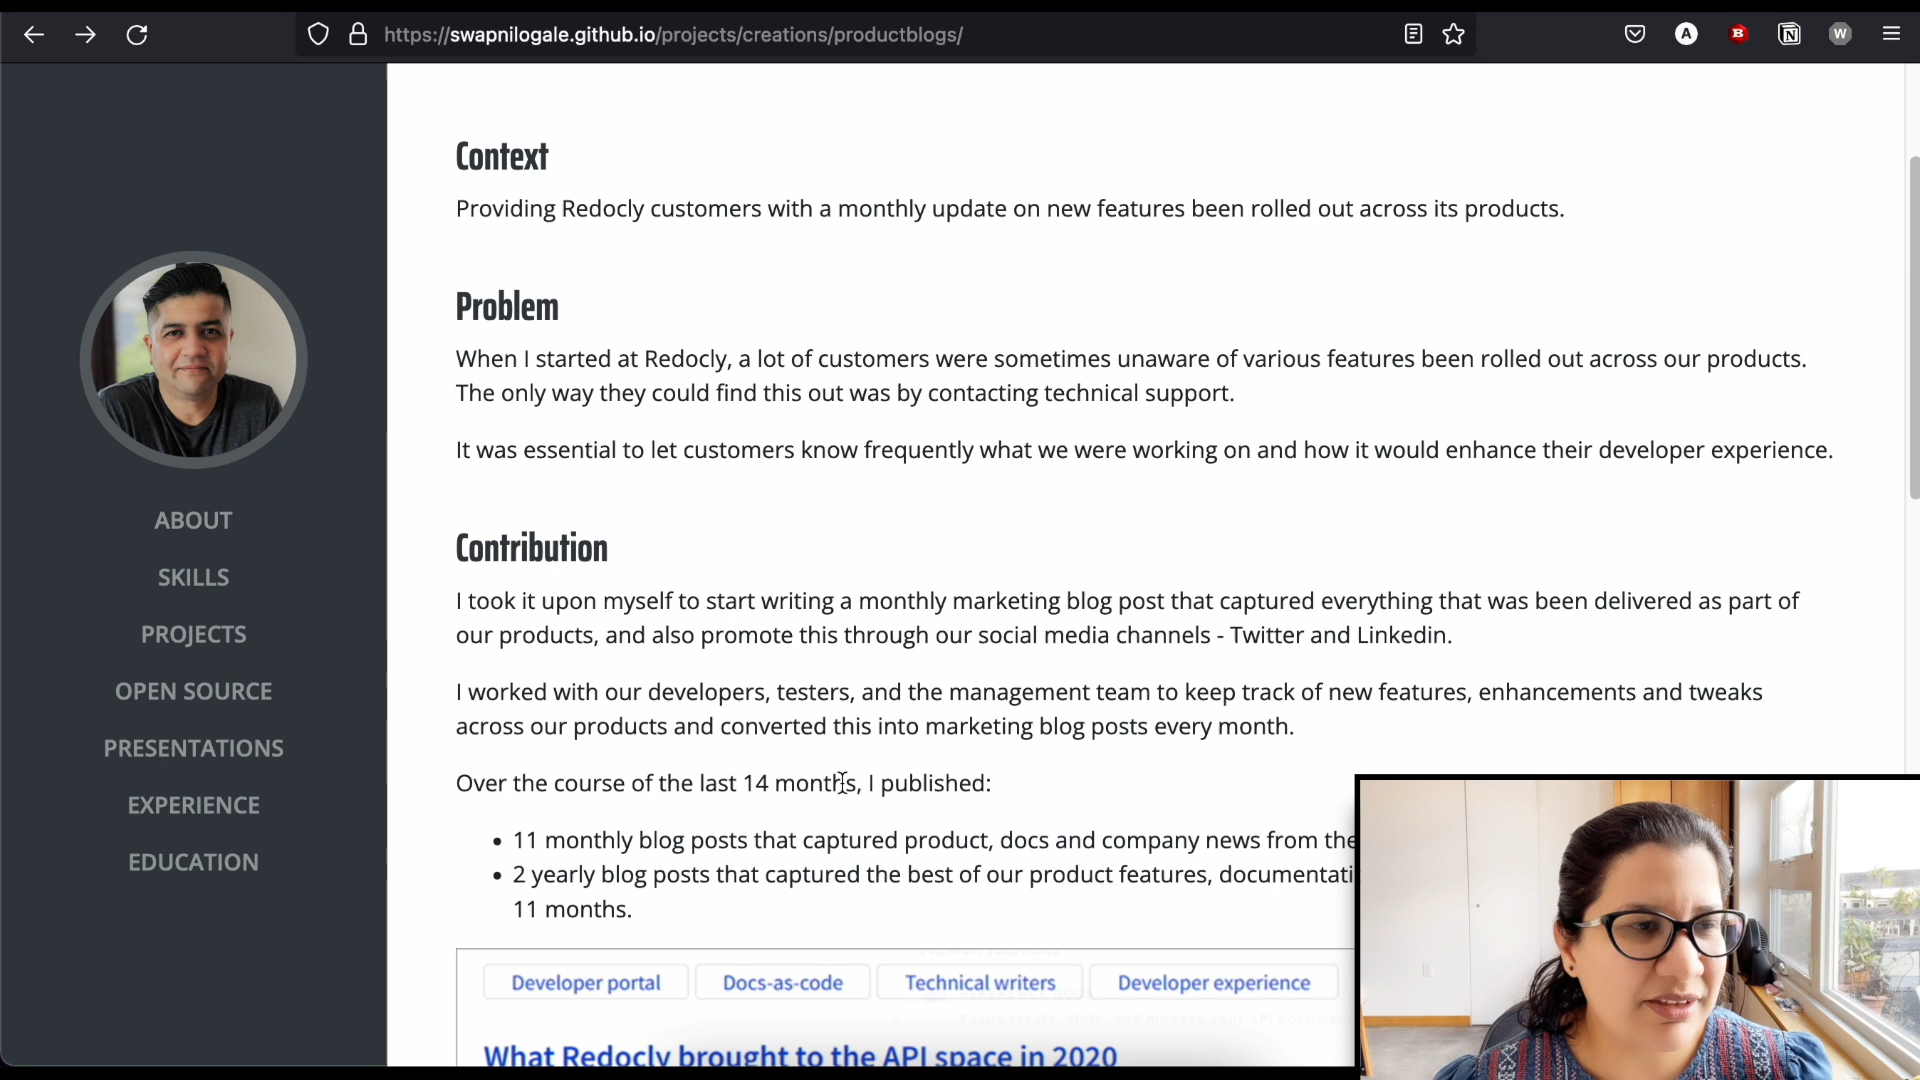 https://swapnilogale.github.io/projects/creations/productblogs/
A
B
N
W
ABOUT
SKILLS
PROJECTS
OPEN SOURCE
PRESENTATIONS
EXPERIENCE
EDUCATION
Context
Providing Redocly customers with a monthly update on new features been rolled out across its products.
Problem
When I started at Redocly, a lot of customers were sometimes unaware of various features been rolled out across our products.
The only way they could find this out was by contacting technical support.
It was essential to let customers know frequently what we were working on and how it would enhance their developer experience.
Contribution
I took it upon myself to start writing a monthly marketing blog post that captured everything that was been delivered as part of
our products, and also promote this through our social media channels - Twitter and Linkedin.
I worked with our developers, testers, and the management team to keep track of new features, enhancements and tweaks
across our products and converted this into marketing blog posts every month.
Over the course of the last 14 months, I published:
• 11 monthly blog posts that captured product, docs and company news from the
• 2 yearly blog posts that captured the best of our product features, documentati
11 months.
Developer portal Docs-as-code Technical writers Developer experience
What Redocly brought to the API space in 2020